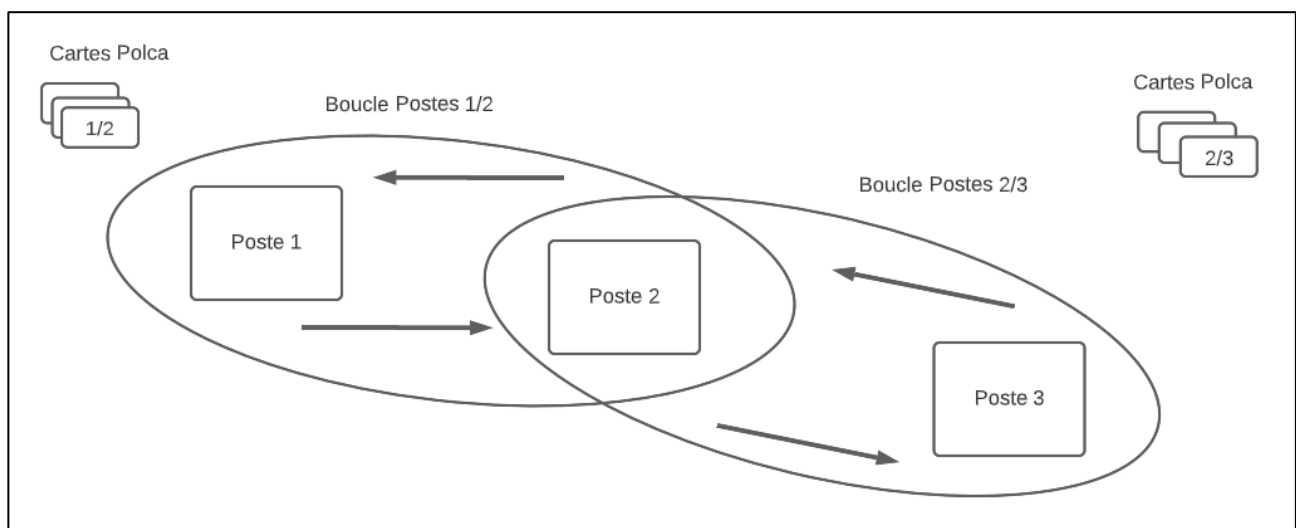 Cartes Polca
1/2
Boucle Postes 1/2
Cartes Polca
2/3
Boucle Postes 2/3
Poste 1
Poste 2
Poste 3